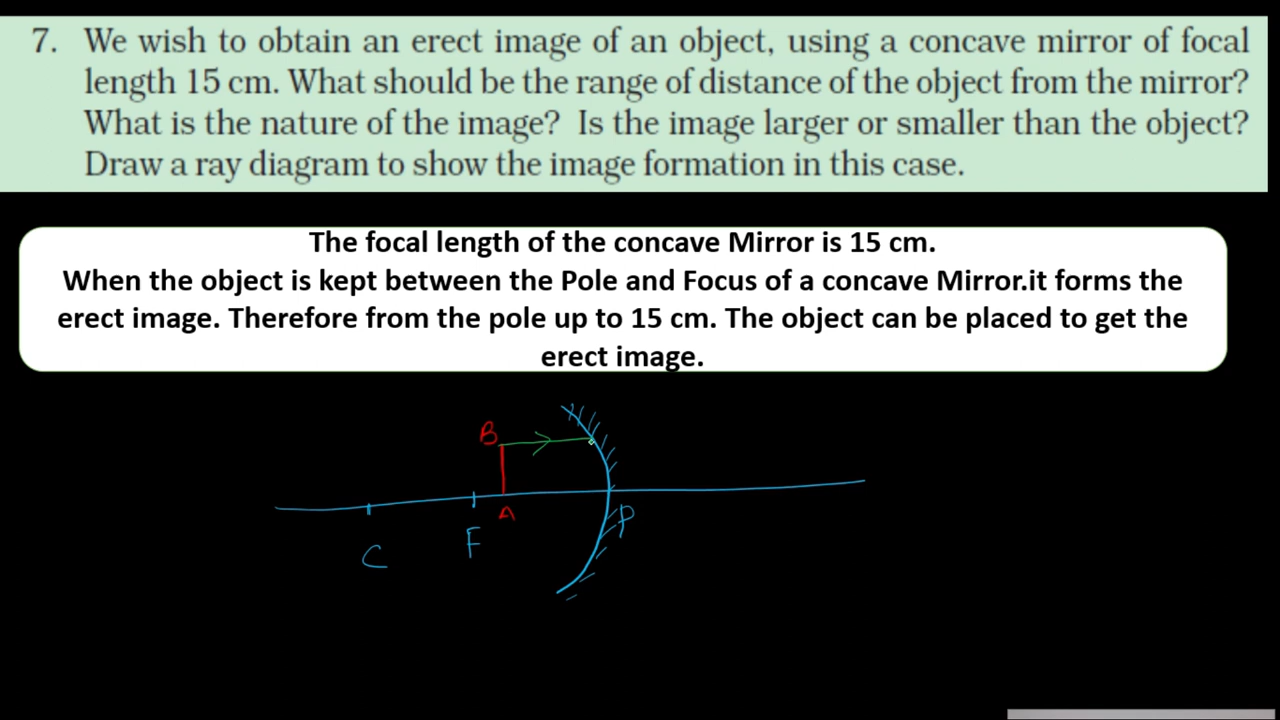 7. We wish to obtain an erect image of an object, using a concave mirror of focal
length 15 cm. What should be the range of distance of the object from the mirror?
What is the nature of the image? Is the image larger or smaller than the object?
Draw a ray diagram to show the image formation in this case.
The focal length of the concave Mirror is 15 cm.
When the object is kept between the Pole and Focus of a concave Mirror.it forms the
erect image. Therefore from the pole up to 15 cm. The object can be placed to get the
erect image.
B
A
P
F
C